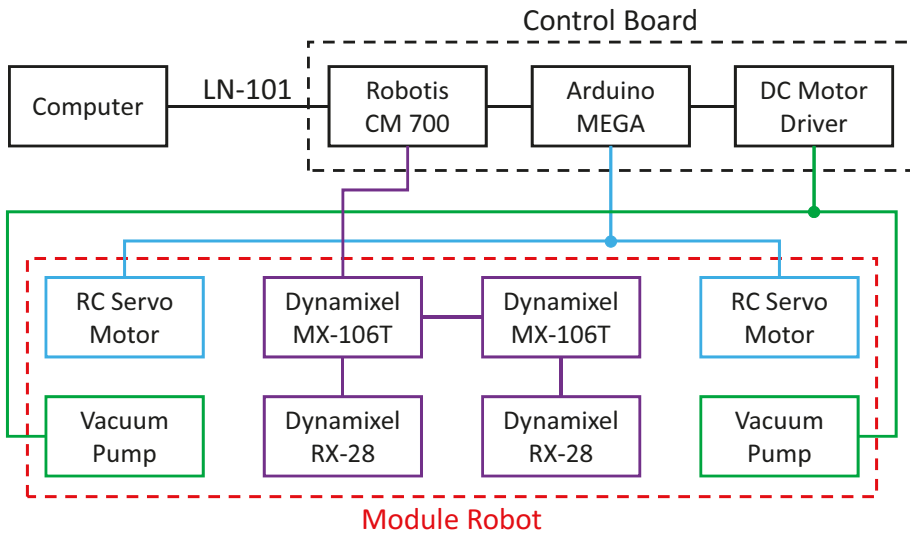 Control Board
Computer
LN-101
Robotis
CM 700
Arduino
MEGA
DC Motor
Driver
RC Servo
Motor
Dynamixel
MX-106T
Dynamixel
MX-106T
RC Servo
Motor
Vacuum
Pump
Dynamixel
RX-28
Dynamixel
RX-28
Vacuum
Pump
Module Robot